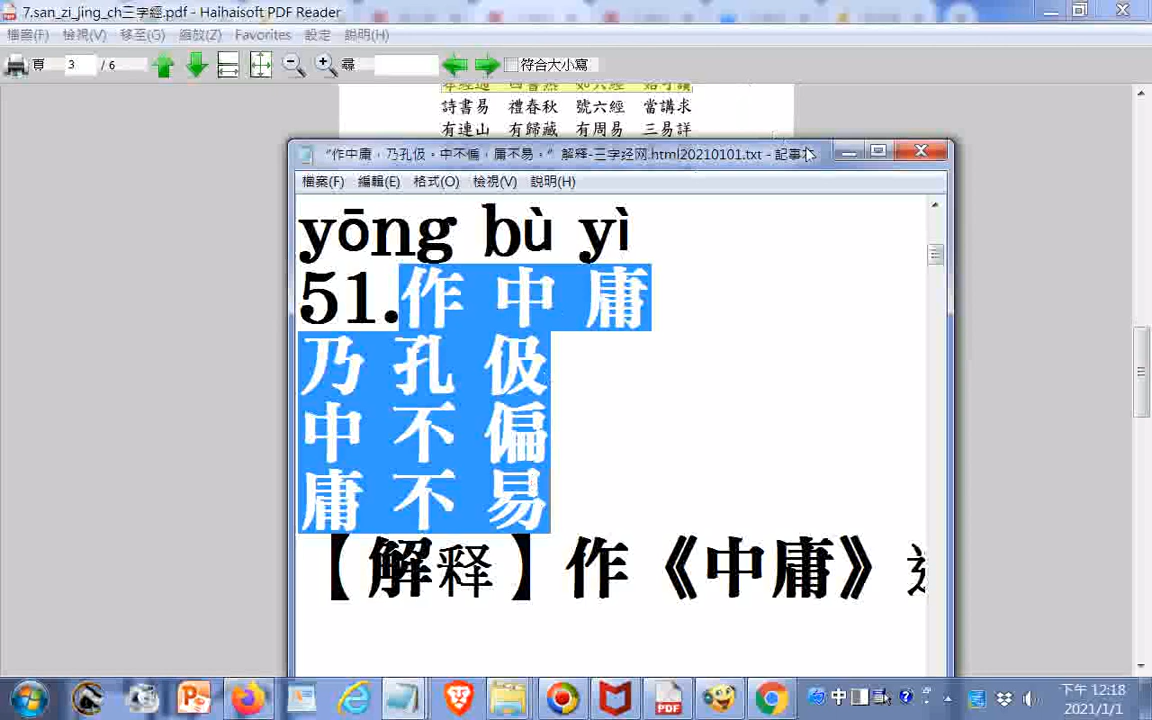 7.san_zi_jing_ch三字經.pdf - Haihaisoft PDF Reader
檔案(F) 檢視(V) 移至(G) 縮放(Z) Favorites 設定 說明(H)
頁 3 / 6 尋 符合大小寫
詩書易 禮春秋 號六經 當講求
有連山 有歸藏 有周易 三易詳
"作中庸,乃孔伋。中不偏,庸不易。" 解释-三字经网.html20210101.txt - 記事本
檔案(F) 編輯(E) 格式(O) 檢視(V) 說明(H)
yōng bù yì
51.作 中 庸
乃 孔 伋
中 不 偏
庸 不 易
【解释】作《中庸》
中
下午 12:18
2021/1/1